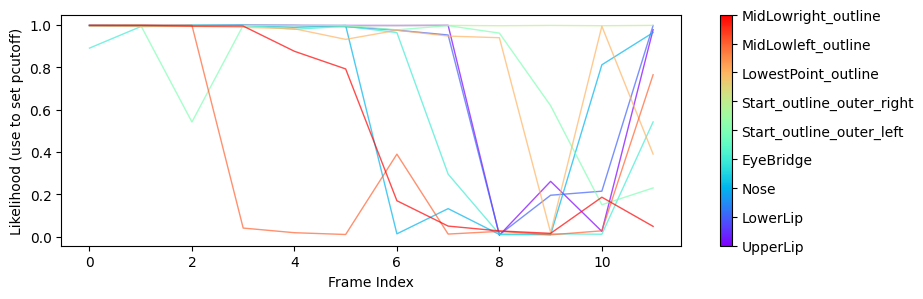 Likelihood (use to set pcutoff)
1.0
0.8
0.6
0.4
0.2
0.0
0
2
4
6
8
10
Frame Index
MidLowright_outline
MidLowleft_outline
LowestPoint_outline
Start_outline_outer_right
Start_outline_outer_left
EyeBridge
Nose
LowerLip
UpperLip